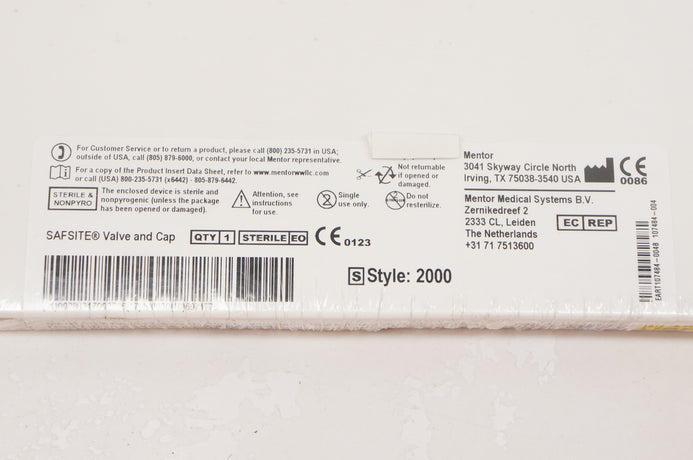 For Customer Service or to return a product, please call (800) 235-5731 in USA;
outside of USA, call (805) 879-6000, or contact your local Mentor representative.
For a copy of the Product Insert Data Sheet, refer to www.mentorwwllc.com
or call (USA) 800-235-5731 (x6442) - 805-879-6442.
STERILE &
NONPYRO
The enclosed device is sterile and
nonpyrogenic (unless the package
has been opened or damaged).
Attention, see
instructions
for use.
Single
use only.
Not returnable
if opened or
damaged.
Do not
resterilize.
SAFSITE® Valve and Cap
QTY 1
STERILE EO
CE 0123
S Style: 2000
Mentor
3041 Skyway Circle North
Irving, TX 75038-3540 USA
CE
0086
Mentor Medical Systems B.V.
Zernikedreef 2
2333 CL, Leiden
The Netherlands
+31 71 7513600
EC REP
EART107484-004B 107484-004